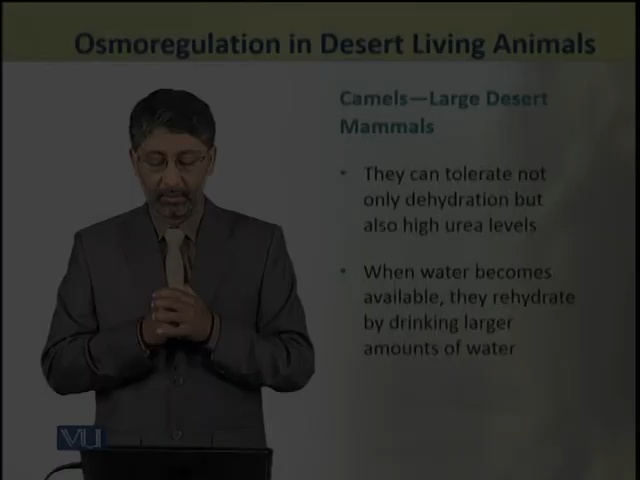 Osmoregulation in Desert Living Animals
Camels—Large Desert
Mammals
• They can tolerate not
only dehydration but
also high urea levels
• When water becomes
available, they rehydrate
by drinking larger
amounts of water
VU